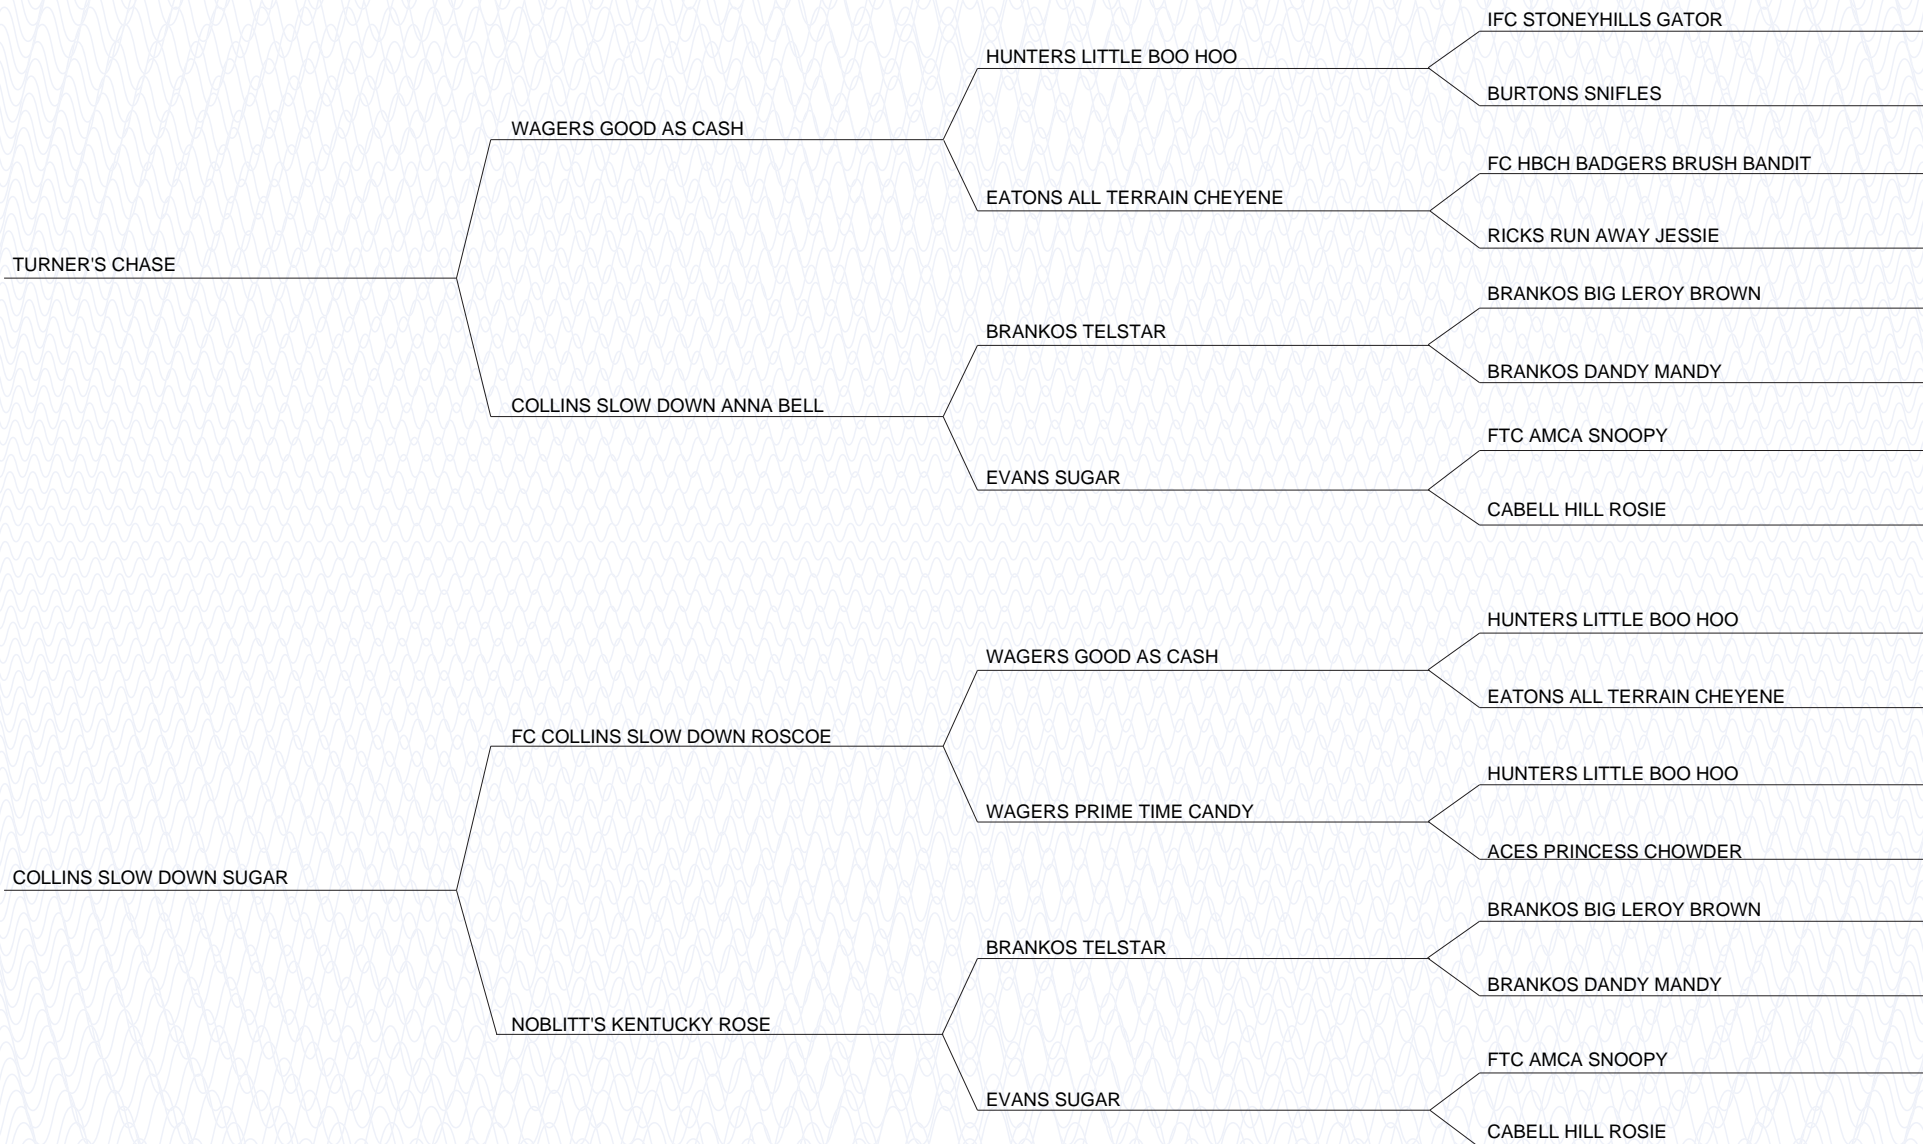 IFC STONEYHILLS GATOR
HUNTERS LITTLE BOO HOO
BURTONS SNIFLES
WAGERS GOOD AS CASH
FC HBCH BADGERS BRUSH BANDIT
EATONS ALL TERRAIN CHEYENE
RICKS RUN AWAY JESSIE
TURNER'S CHASE
BRANKOS BIG LEROY BROWN
BRANKOS TELSTAR
BRANKOS DANDY MANDY
COLLINS SLOW DOWN ANNA BELL
FTC AMCA SNOOPY
EVANS SUGAR
CABELL HILL ROSIE
HUNTERS LITTLE BOO HOO
WAGERS GOOD AS CASH
EATONS ALL TERRAIN CHEYENE
FC COLLINS SLOW DOWN ROSCOE
HUNTERS LITTLE BOO HOO
WAGERS PRIME TIME CANDY
ACES PRINCESS CHOWDER
COLLINS SLOW DOWN SUGAR
BRANKOS BIG LEROY BROWN
BRANKOS TELSTAR
BRANKOS DANDY MANDY
NOBLITT'S KENTUCKY ROSE
FTC AMCA SNOOPY
EVANS SUGAR
CABELL HILL ROSIE